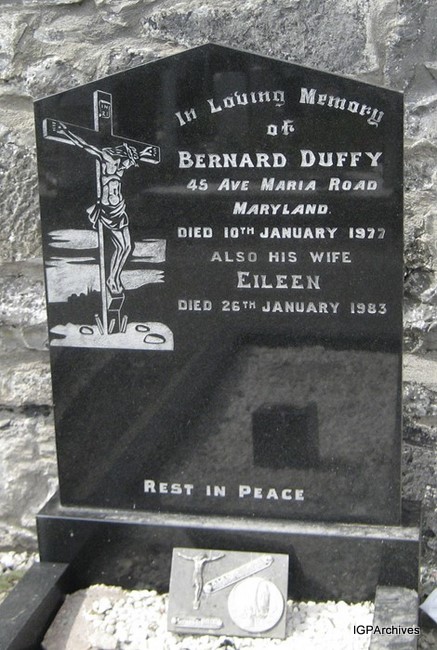 In Loving Memory
of
BERNARD DUFFY
45 AVE MARIA ROAD
MARYLAND.
DIED 10TH JANUARY 1977
ALSO HIS WIFE
EILEEN
DIED 26TH JANUARY 1983
REST IN PEACE
IGPArchives